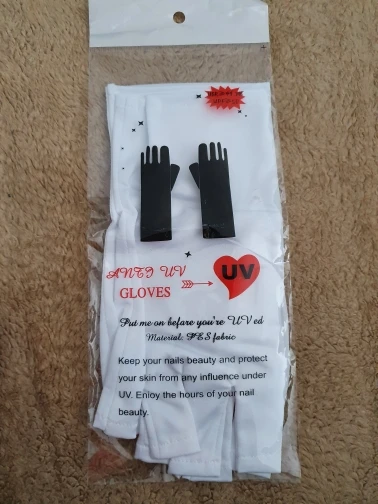 ANTI UV
GLOVES
UV
Put me on befare you're UV ed
Material: PES fabric
Keep your nails beauty and protect
your skin from any influence under
UV. Enjoy the hours of your nail
beauty.